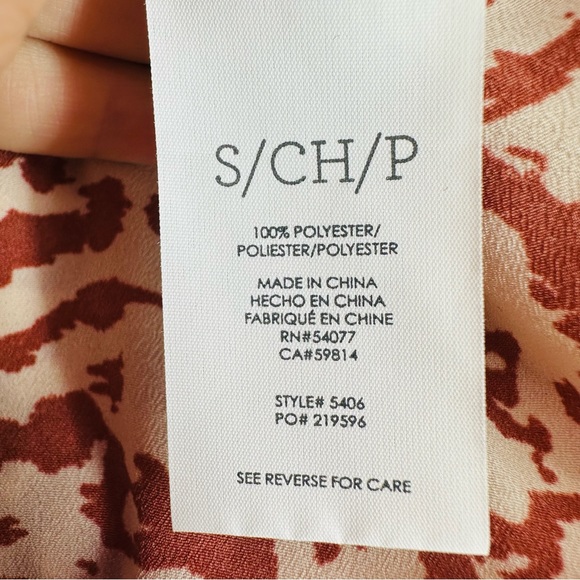 S/CH/P
100% POLYESTER/
POLIESTER/POLYESTER
MADE IN CHINA
HECHO EN CHINA
FABRIQUÉ EN CHINE
RN#54077
CA#59814
STYLE# 5406
PO# 219596
SEE REVERSE FOR CARE